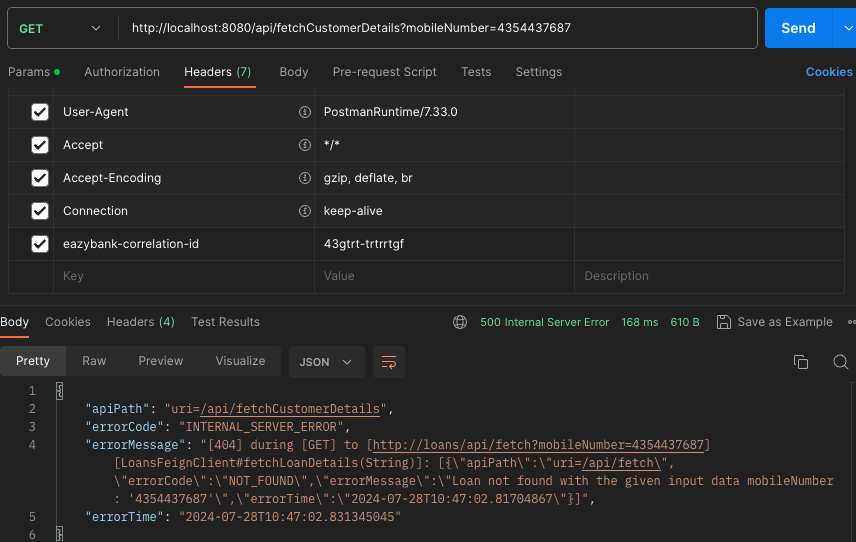 GET http://localhost:8080/api/fetchCustomerDetails?mobileNumber=4354437687 Send
Params Authorization Headers (7) Body Pre-request Script Tests Settings Cookies
User-Agent PostmanRuntime/7.33.0
Accept */*
Accept-Encoding gzip, deflate, br
Connection keep-alive
eazybank-correlation-id 43gtrt-trtrrtgf
Key Value Description
Body Cookies Headers (4) Test Results 500 Internal Server Error 168 ms 610 B Save as Example
Pretty Raw Preview Visualize JSON
1 {
2 "apiPath": "uri=/api/fetchCustomerDetails",
3 "errorCode": "INTERNAL_SERVER_ERROR",
4 "errorMessage": "[404] during [GET] to [http://loans/api/fetch?mobileNumber=4354437687]
[LoansFeignClient#fetchLoanDetails(String)]: [{\"apiPath\":\"uri=/api/fetch\",
\"errorCode\":\"NOT_FOUND\",\"errorMessage\":\"Loan not found with the given input data mobileNumber
: '4354437687'\",\"errorTime\":\"2024-07-28T10:47:02.81704867\"}]",
5 "errorTime": "2024-07-28T10:47:02.831345045"
6 }